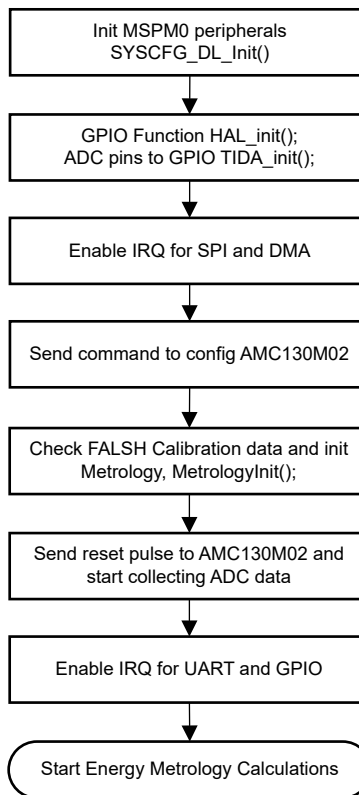 Init MSPM0 peripherals
SYSCFG_DL_Init()
GPIO Function HAL_init();
ADC pins to GPIO TIDA_init();
Enable IRQ for SPI and DMA
Send command to config AMC130M02
Check FALSH Calibration data and init
Metrology, MetrologyInit();
Send reset pulse to AMC130M02 and
start collecting ADC data
Enable IRQ for UART and GPIO
Start Energy Metrology Calculations